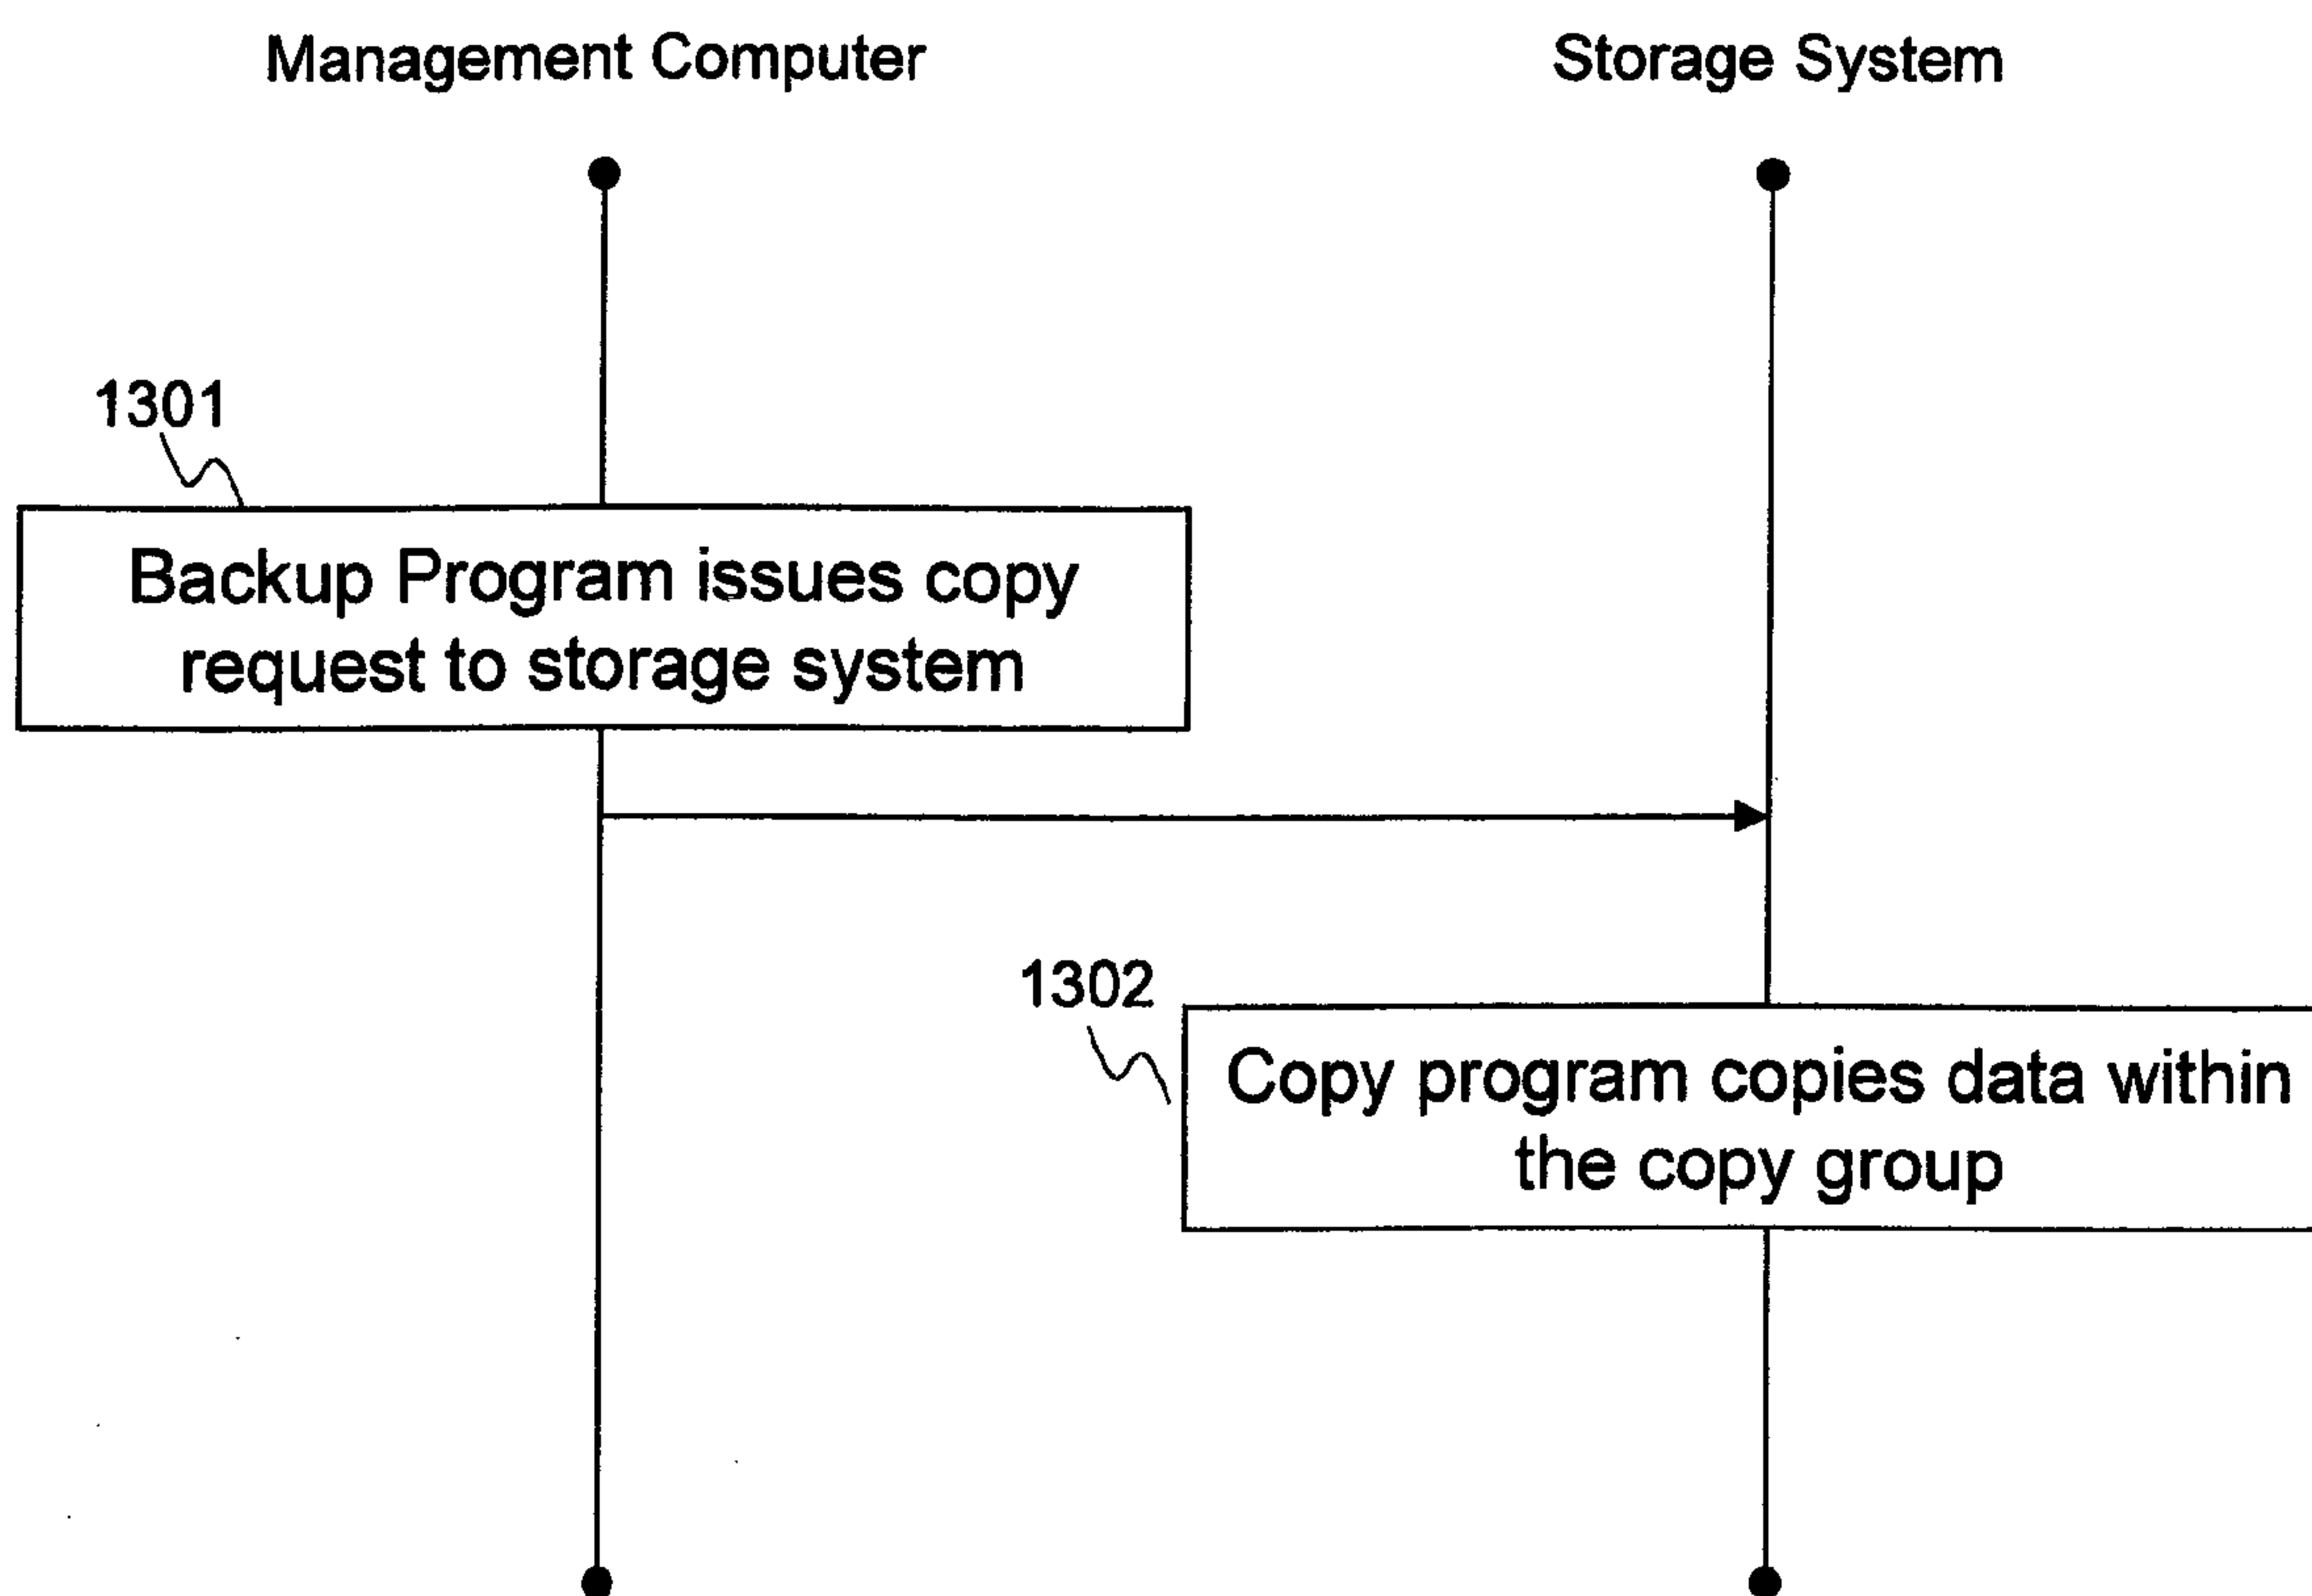 Management Computer
Storage System
1301
Backup Program issues copy
request to storage system
1302
Copy program copies data within
the copy group